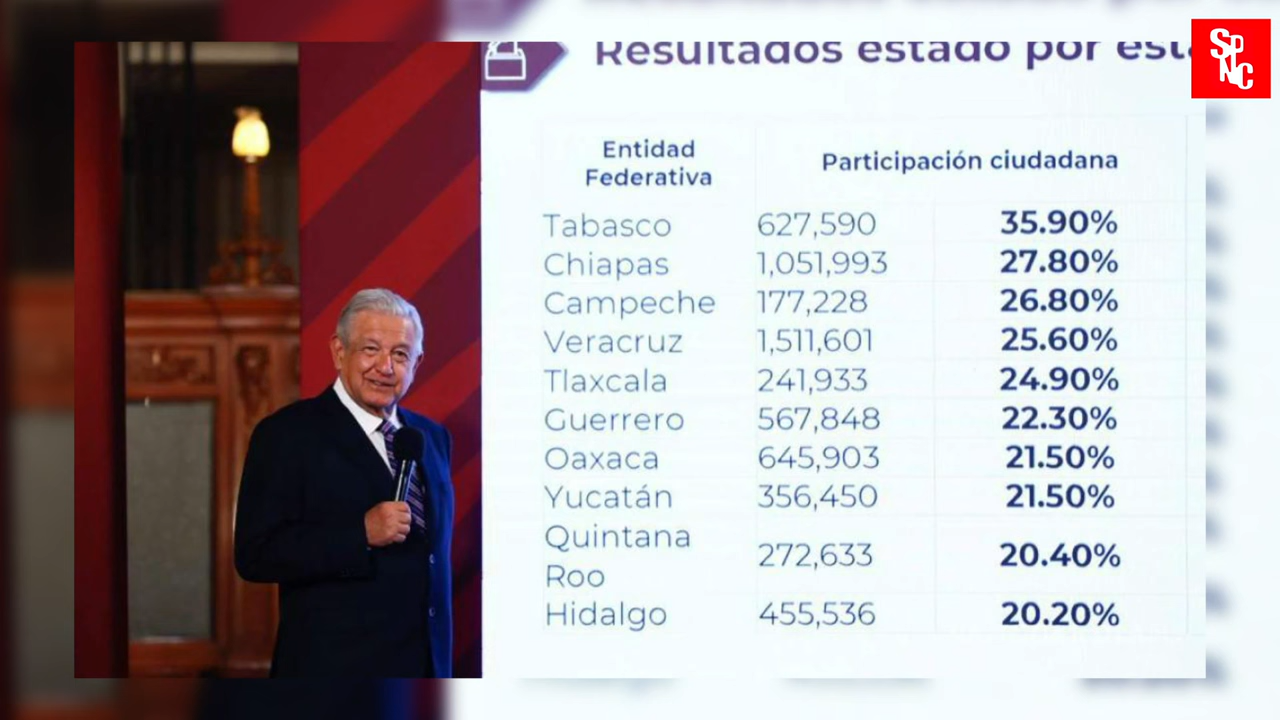 SPNC
Resultados estado por esta
Entidad
Federativa
Participación ciudadana
Tabasco 627,590 35.90%
Chiapas 1,051,993 27.80%
Campeche 177,228 26.80%
Veracruz 1,511,601 25.60%
Tlaxcala 241,933 24.90%
Guerrero 567,848 22.30%
Oaxaca 645,903 21.50%
Yucatán 356,450 21.50%
Quintana
Roo 272,633 20.40%
Hidalgo 455,536 20.20%